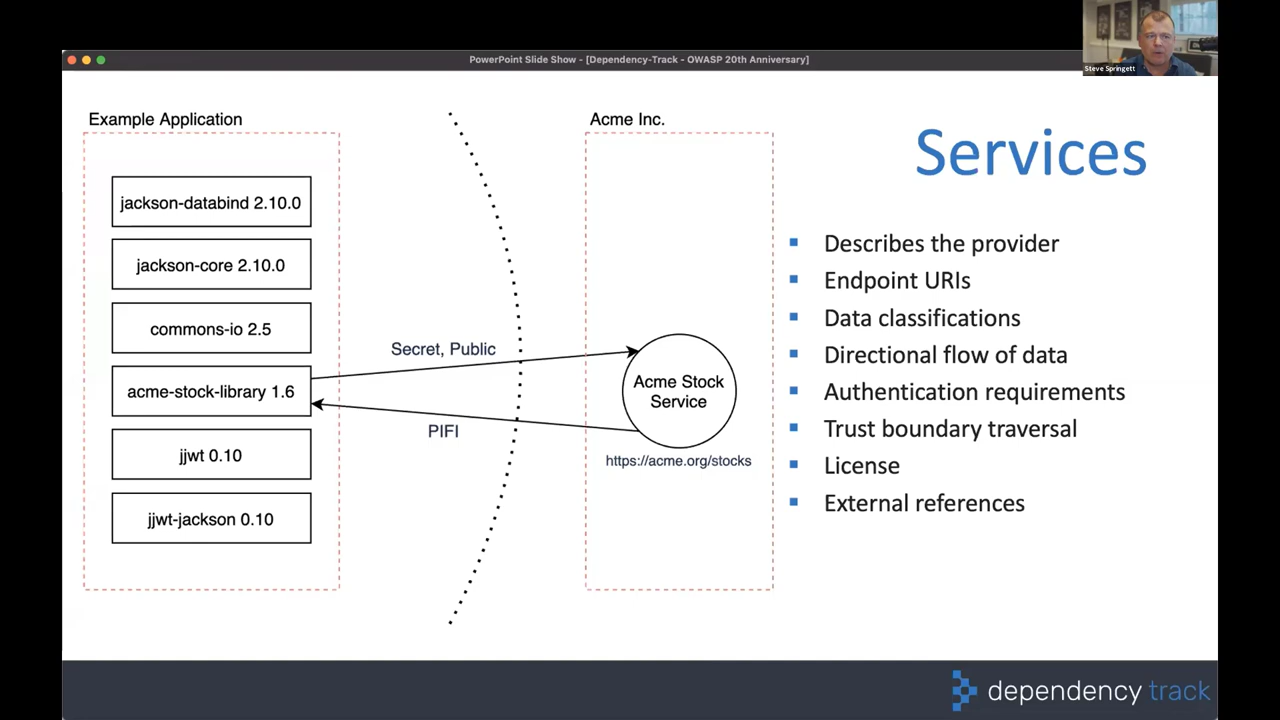 PowerPoint Slide Show - [Dependency-Track - OWASP 20th Anniversary]
Steve Springett
Example Application
jackson-databind 2.10.0
jackson-core 2.10.0
commons-io 2.5
acme-stock-library 1.6
jjwt 0.10
jjwt-jackson 0.10
Secret, Public
PIFI
Acme Inc.
Acme Stock
Service
https://acme.org/stocks
Services
Describes the provider
Endpoint URIs
Data classifications
Directional flow of data
Authentication requirements
Trust boundary traversal
License
External references
dependency track